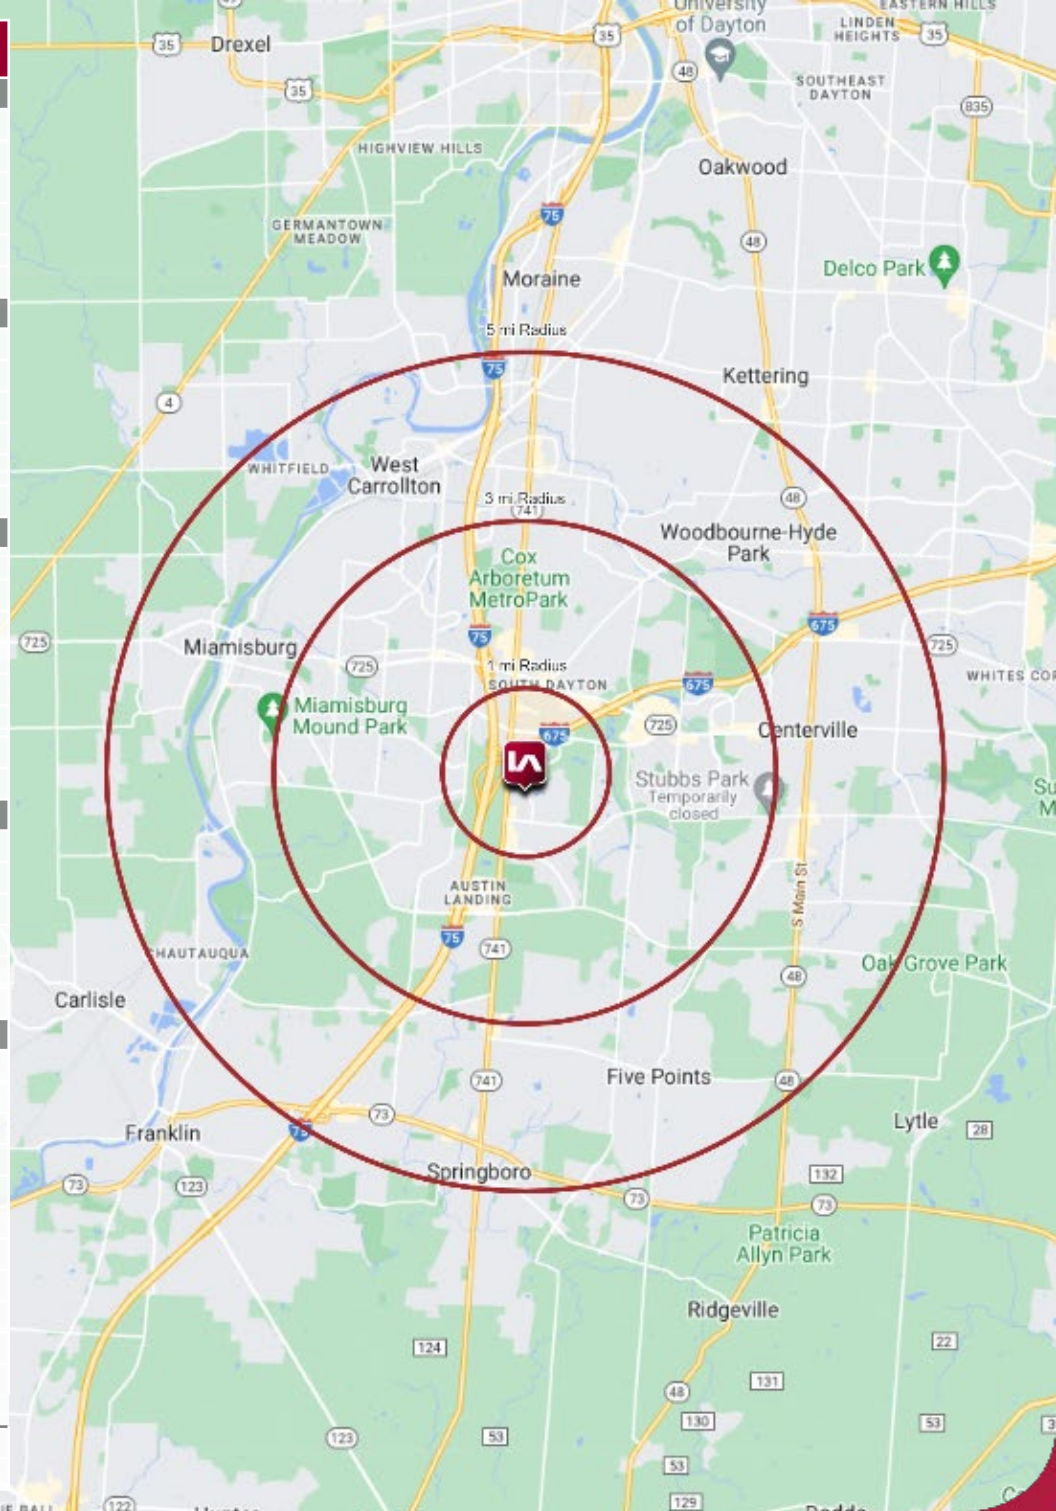 University
of Dayton
EASTERN HILLS
LINDEN
HEIGHTS
35
Drexel
35
35
48
35
SOUTHEAST
DAYTON
835
HIGHVIEW HILLS
Oakwood
GERMANTOWN
MEADOW
75
48
Delco Park
Moraine
5 mi Radius
75
Kettering
4
WHITFIELD
West
Carrollton
3 mi Radius
741
48
Woodbourne-Hyde
Park
Cox
Arboretum
MetroPark
675
725
75
725
Miamisburg
725
1 mi Radius
SOUTH DAYTON
675
WHITES COR
Miamisburg
Mound Park
675
725
Centerville
Stubbs Park
Temporarily
closed
Su
M
AUSTIN
LANDING
S Main St
75
741
HAUTAUQUA
48
Oak Grove Park
Carlisle
741
Five Points
48
73
75
Franklin
Lytle
28
Springboro
73
123
73
132
73
Patricia
Allyn Park
Ridgeville
124
22
131
48
130
53
123
53
53
122
129